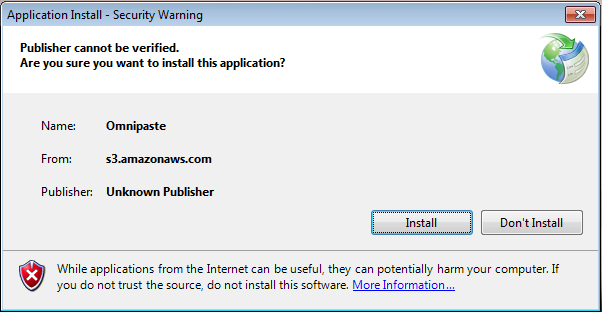 Application Install - Security Warning
Publisher cannot be verified.
Are you sure you want to install this application?
Name: Omnipaste
From: s3.amazonaws.com
Publisher: Unknown Publisher
Install Don't Install
While applications from the Internet can be useful, they can potentially harm your computer. If
you do not trust the source, do not install this software. More Information...